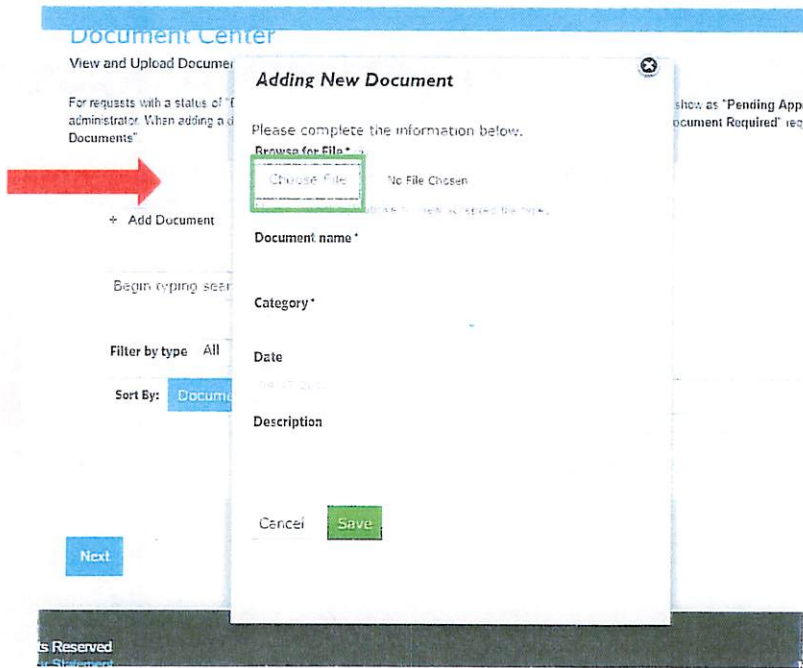 Document Center
View and Upload Documen
For requests with a status of "
show as "Pending App
administrator. When adding a d
ocument Required" req
Documents"
+ Add Document
Begin typing sear
Filter by type All
Sort By: Docume
Next
Adding New Document
Please complete the information below.
Browse for File *
Choose File No File Chosen
Document name *
Category *
Date
Description
Cancel Save
ts Reserved
Statement